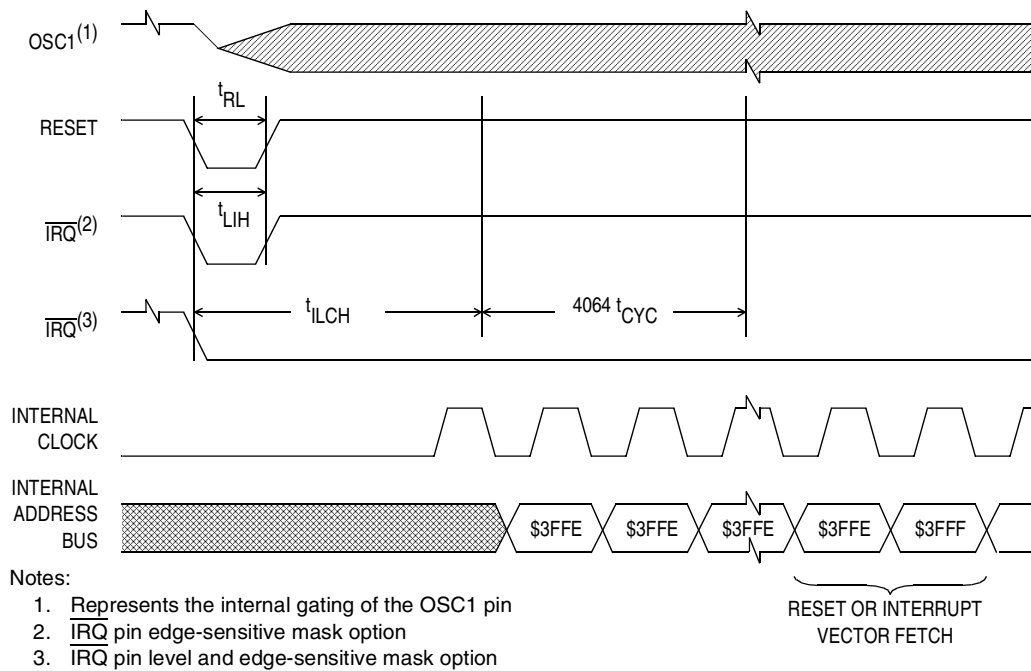 OSC1(1)
tRL
RESET
tLIH
IRQ(2)
tILCH
4064 tCYC
IRQ(3)
INTERNAL
CLOCK
INTERNAL
ADDRESS
BUS
$3FFE
$3FFE
$3FFE
$3FFE
$3FFF
Notes:
1. Represents the internal gating of the OSC1 pin
2. IRQ pin edge-sensitive mask option
3. IRQ pin level and edge-sensitive mask option
RESET OR INTERRUPT
VECTOR FETCH